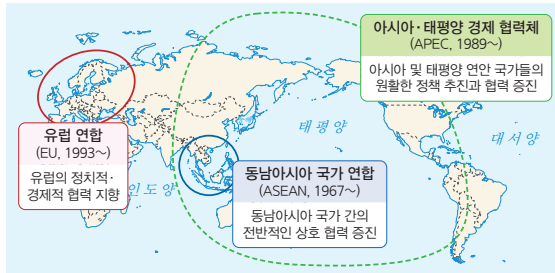 아시아·태평양 경제 협력체
(APEC, 1989~)
아시아 및 태평양 연안 국가들의
원활한 정책 추진과 협력 증진
유럽 연합
(EU, 1993~)
유럽의 정치적·
경제적 협력 지향
태평양
대서양
인도양
동남아시아 국가 연합
(ASEAN, 1967~)
동남아시아 국가 간의
전반적인 상호 협력 증진